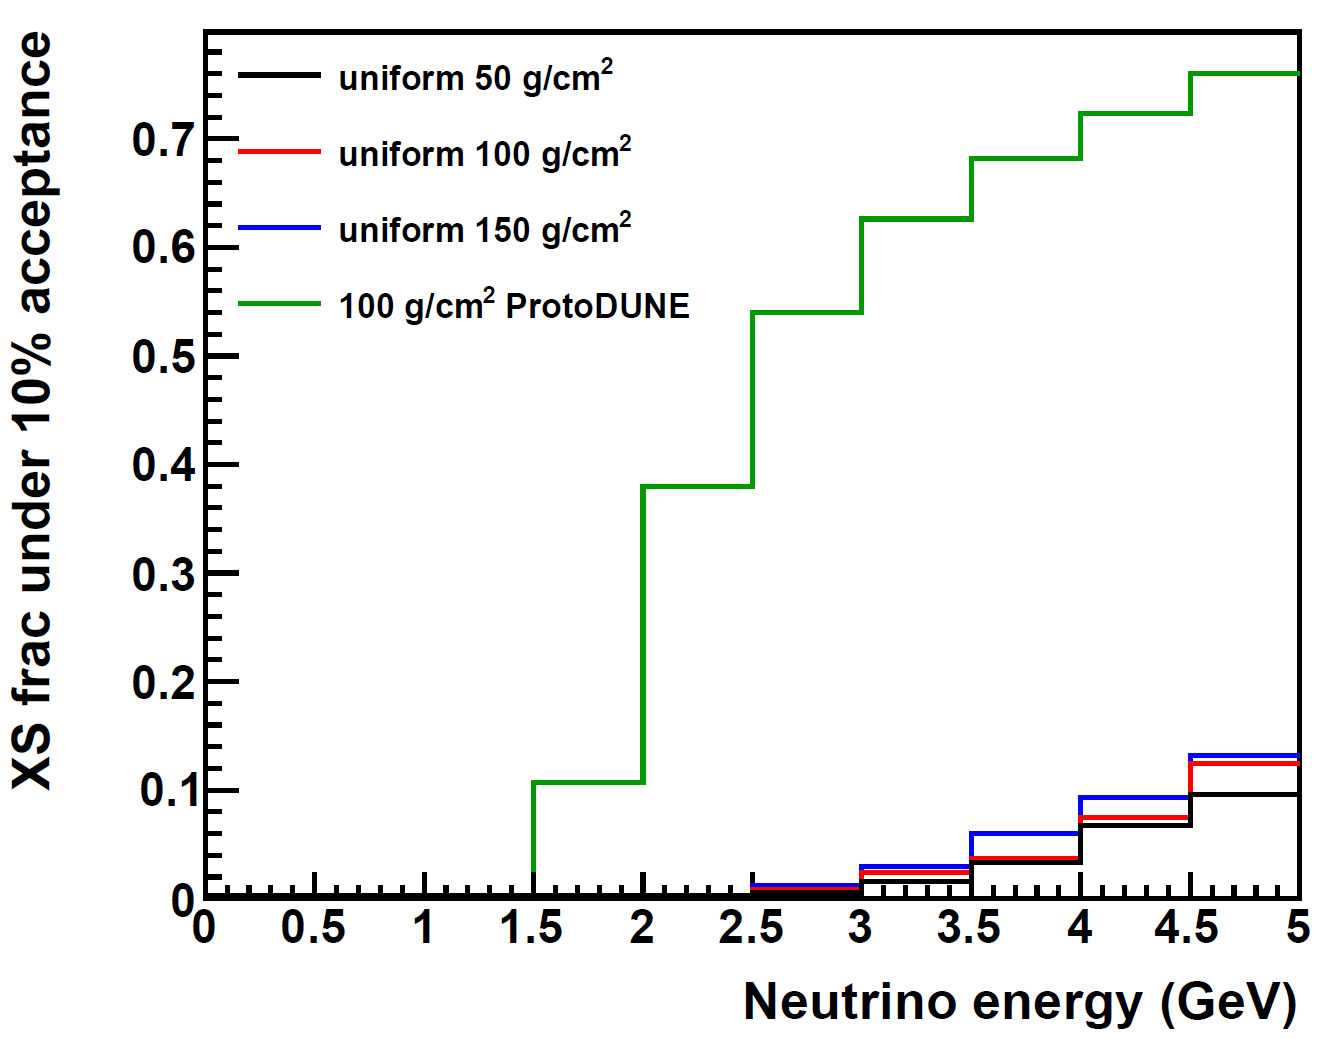 XS frac under 10% acceptance
uniform 50 g/cm²
uniform 100 g/cm²
uniform 150 g/cm²
100 g/cm² ProtoDUNE
0.7
0.6
0.5
0.4
0.3
0.2
0.1
0
0 0.5 1 1.5 2 2.5 3 3.5 4 4.5 5
Neutrino energy (GeV)